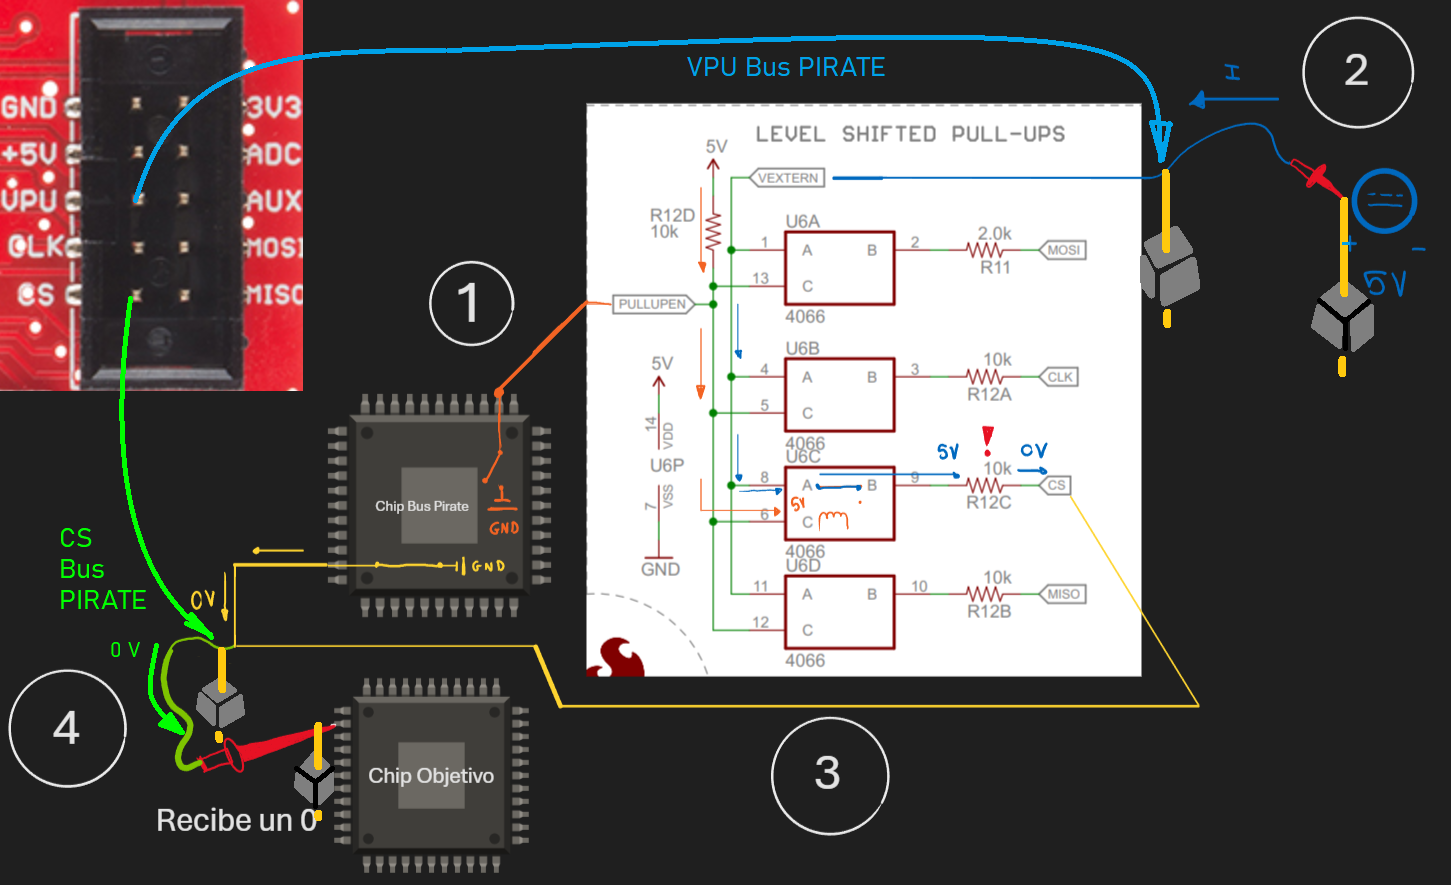 GND
3V3
+5V
ADC
VPU
AUX
CLK
MOSI
CS
MISO
VPU Bus PIRATE
I
2
LEVEL SHIFTED PULL-UPS
5V
VEXTERN
R12D
10k
U6A
1
A
B
2
2.0k
R11
MOSI
13
C
4066
PULLUPEN
1
+
-
5V
U6B
4
A
B
3
10k
R12A
CLK
5
C
4066
5V
14
VDD
U6P
7
VSS
GND
U6C
8
A
B
9
5V
!
0V
10k
R12C
CS
5V
6
C
4066
U6D
11
A
B
10
10k
R12B
MISO
12
C
4066
Chip Bus Pirate
GND
GND
CS
Bus
PIRATE
0V
0 V
4
3
Chip Objetivo
Recibe un 0